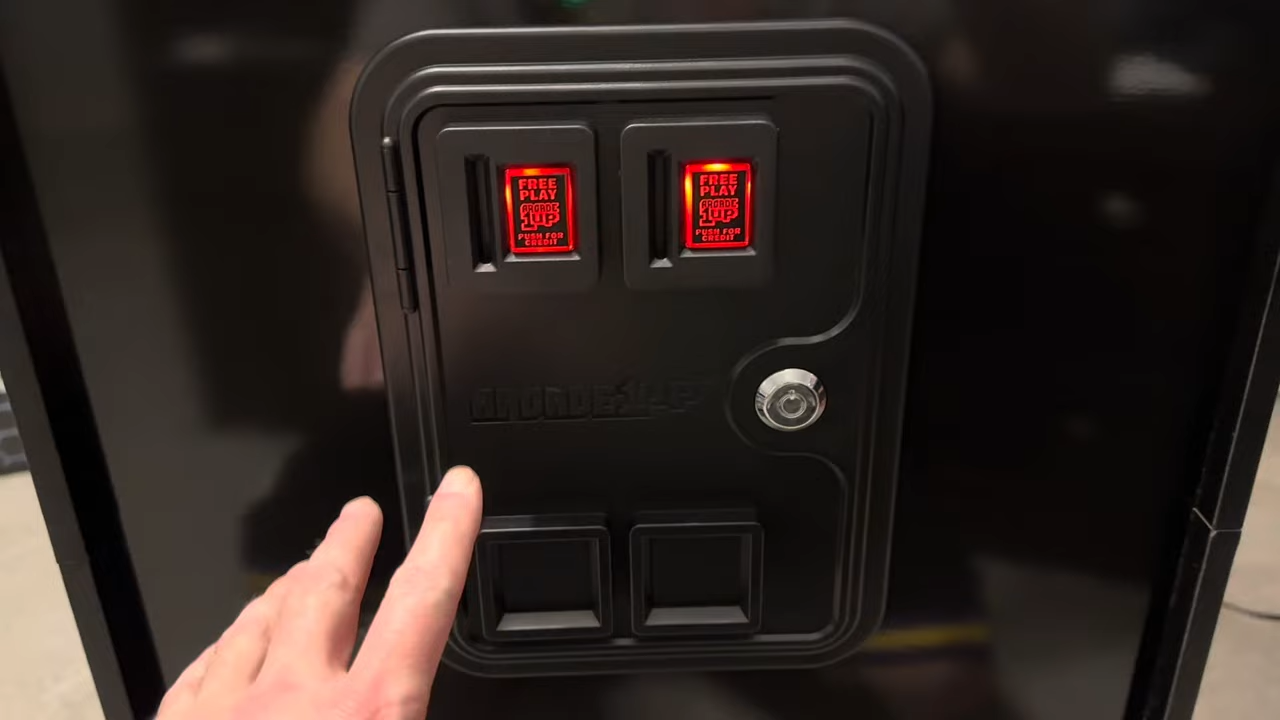 FREE
PLAY
ARCADE
1UP
PUSH FOR
CREDIT
FREE
PLAY
ARCADE
1UP
PUSH FOR
CREDIT
ARCADE1UP